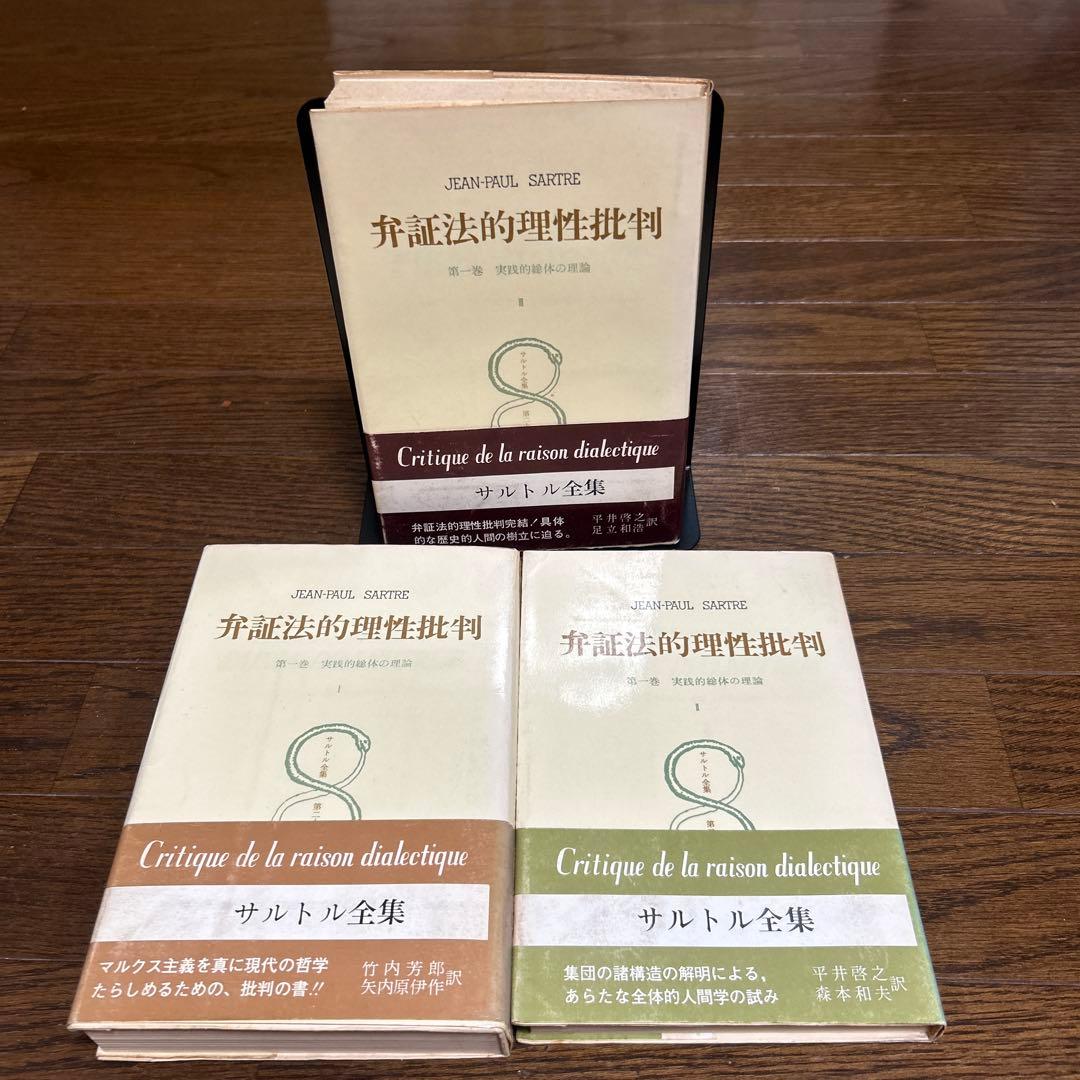 JEAN-PAUL SARTRE
弁証法的理性批判
第一巻 実践的総体の理論
III
サルトル全集
第二
Critique de la raison dialectique
サルトル全集
弁証法的理性批判完結！具体
的な歴史的人間の樹立に迫る。
平井啓之
足立和浩
訳
JEAN-PAUL SARTRE
弁証法的理性批判
第一巻 実践的総体の理論
I
サルトル全集
第二
Critique de la raison dialectique
サルトル全集
マルクス主義を真に現代の哲学
たらしめるための、批判の書!!
竹内芳郎
矢内原伊作
訳
JEAN-PAUL SARTRE
弁証法的理性批判
第一巻 実践的総体の理論
II
サルトル全集
第
Critique de la raison dialectique
サルトル全集
集団の諸構造の解明による,
あらたな全体的人間学の試み
平井啓之
森本和夫
訳